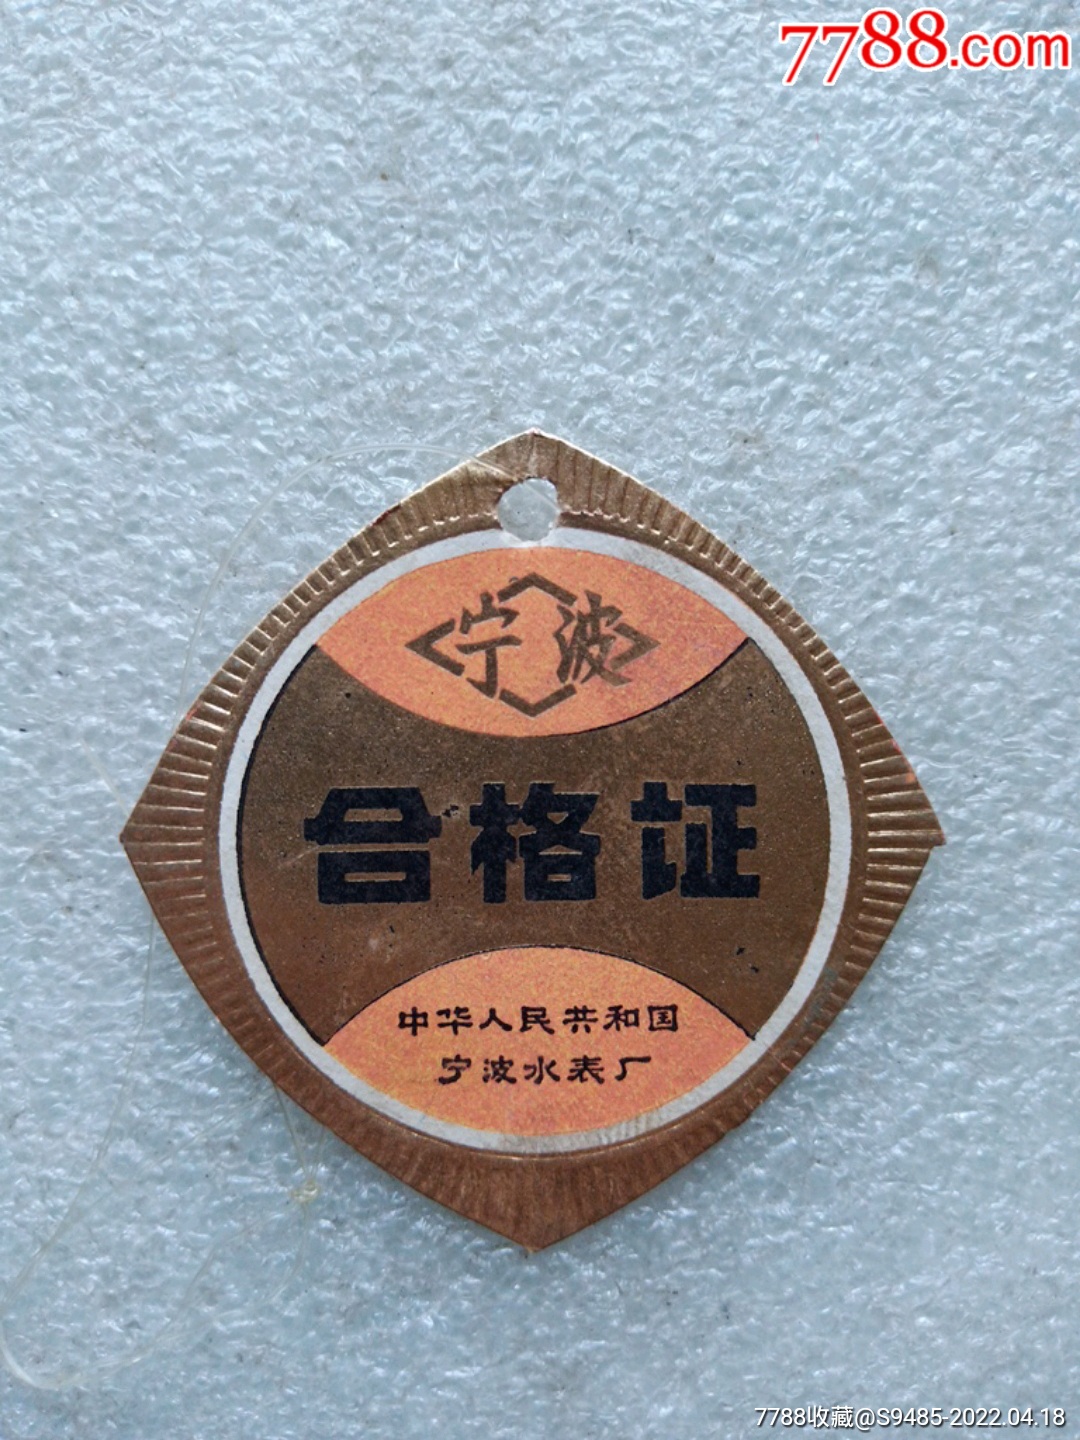 7788.com
宁波
合格证
中华人民共和国
宁波水表厂
7788收藏@S9485-2022.04.18